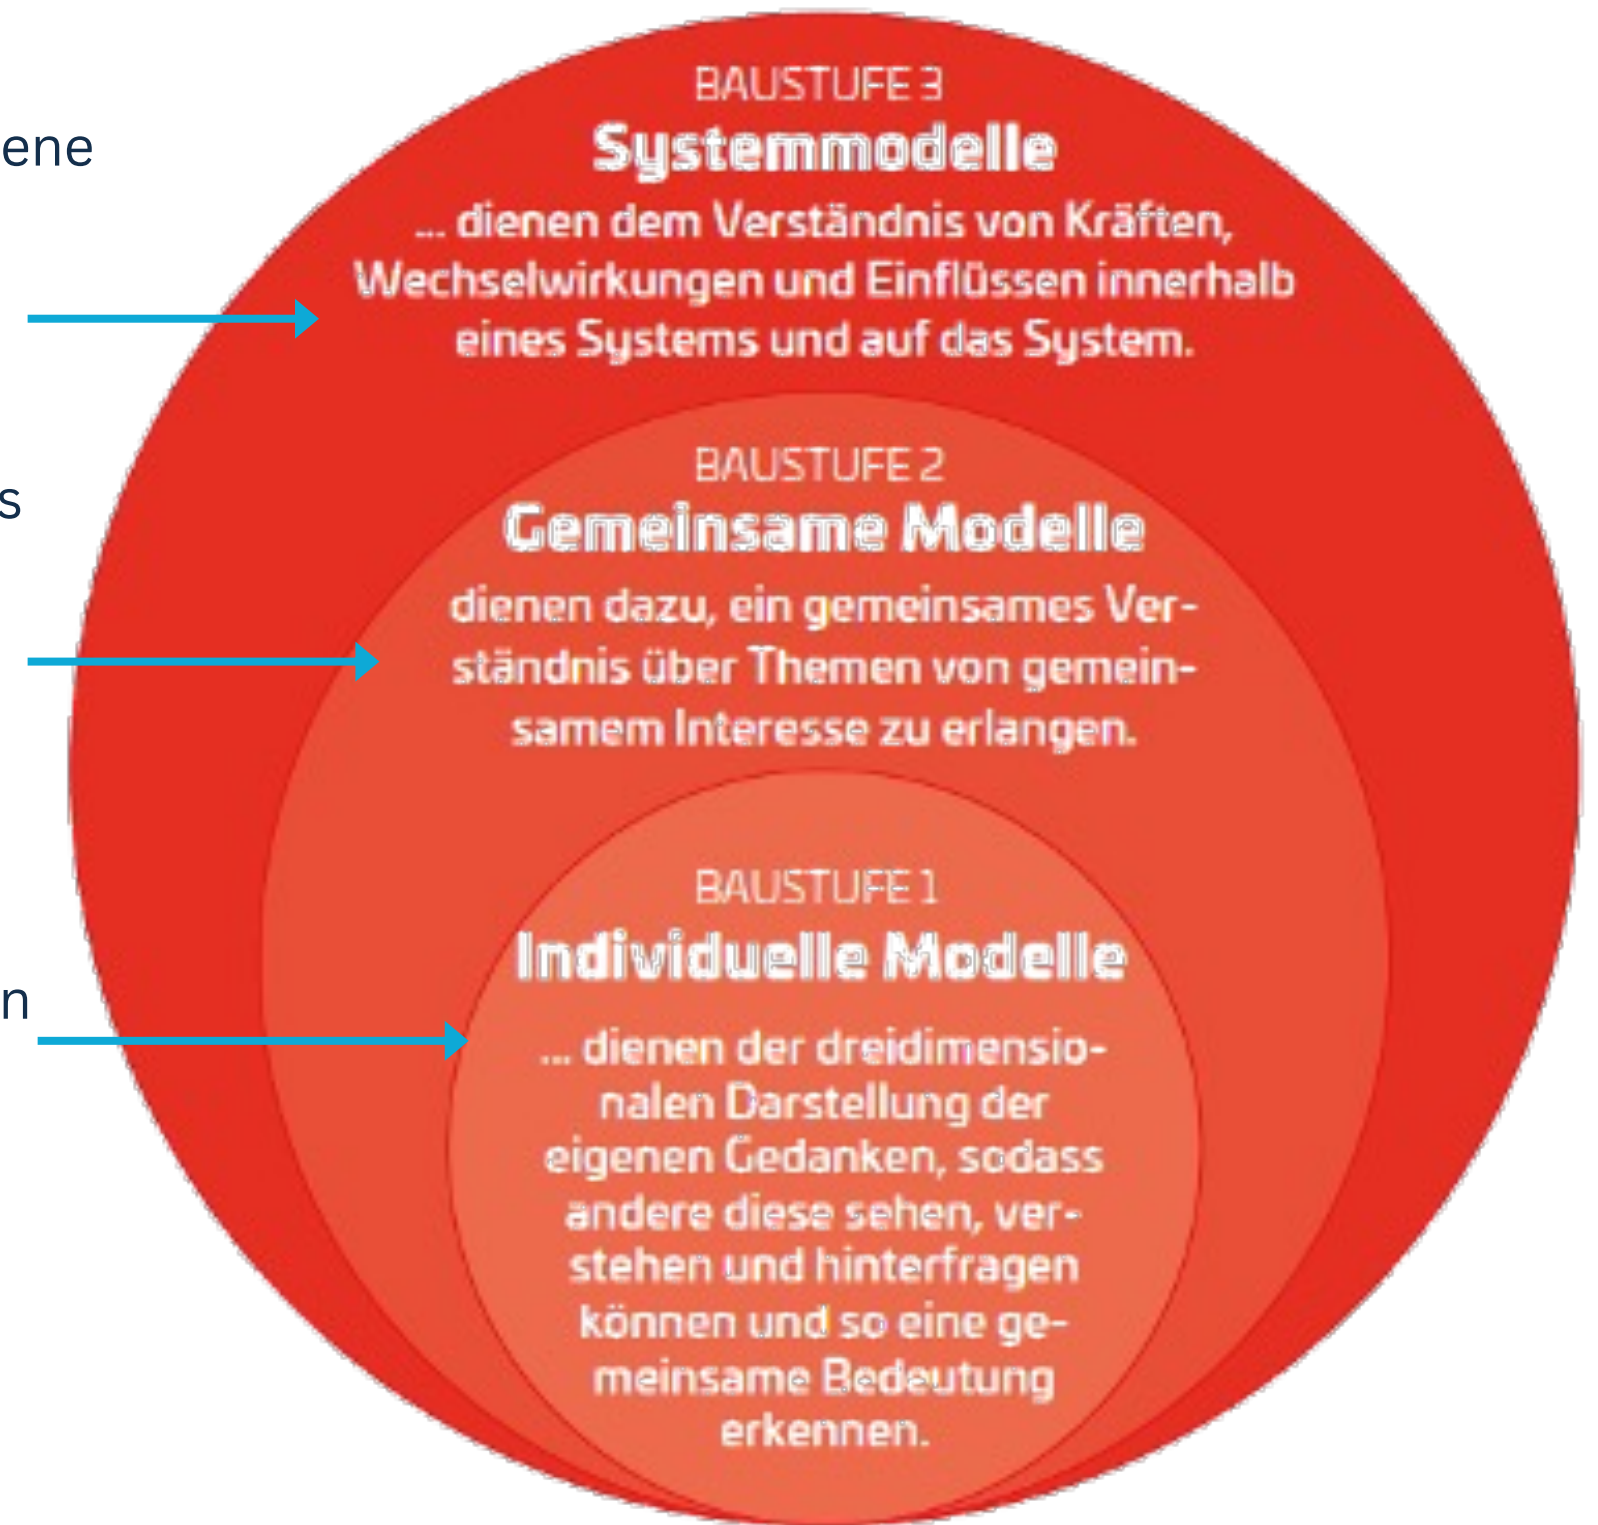 BAUSTUFE 3
ene
Systemmodelle
... dienen dem Verständnis von Kräften,
Wechselwirkungen und Einflüssen innerhalb
eines Systems und auf das System.
BAUSTUFE 2
s
Gemeinsame Modelle
dienen dazu, ein gemeinsames Ver-
ständnis über Themen von gemein-
samem Interesse zu erlangen.
BAUSTUFE 1
Individuelle Modelle
n
... dienen der dreidimensio-
nalen Darstellung der
eigenen Gedanken, sodass
andere diese sehen, ver-
stehen und hinterfragen
können und so eine ge-
meinsame Bedeutung
erkennen.